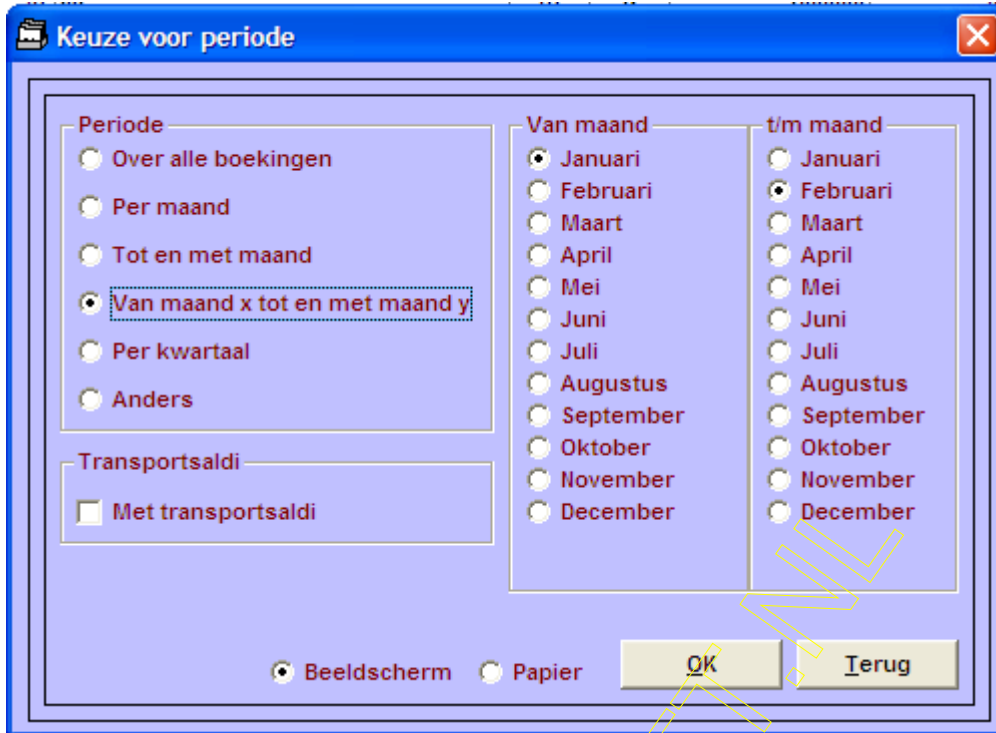 Keuze voor periode
Periode
Over alle boekingen
Per maand
Tot en met maand
Van maand x tot en met maand y
Per kwartaal
Anders
Transportsaldi
Met transportsaldi
Van maand
Januari
Februari
Maart
April
Mei
Juni
Juli
Augustus
September
Oktober
November
December
t/m maand
Januari
Februari
Maart
April
Mei
Juni
Juli
Augustus
September
Oktober
November
December
Beeldscherm
Papier
OK
Terug
T.NL